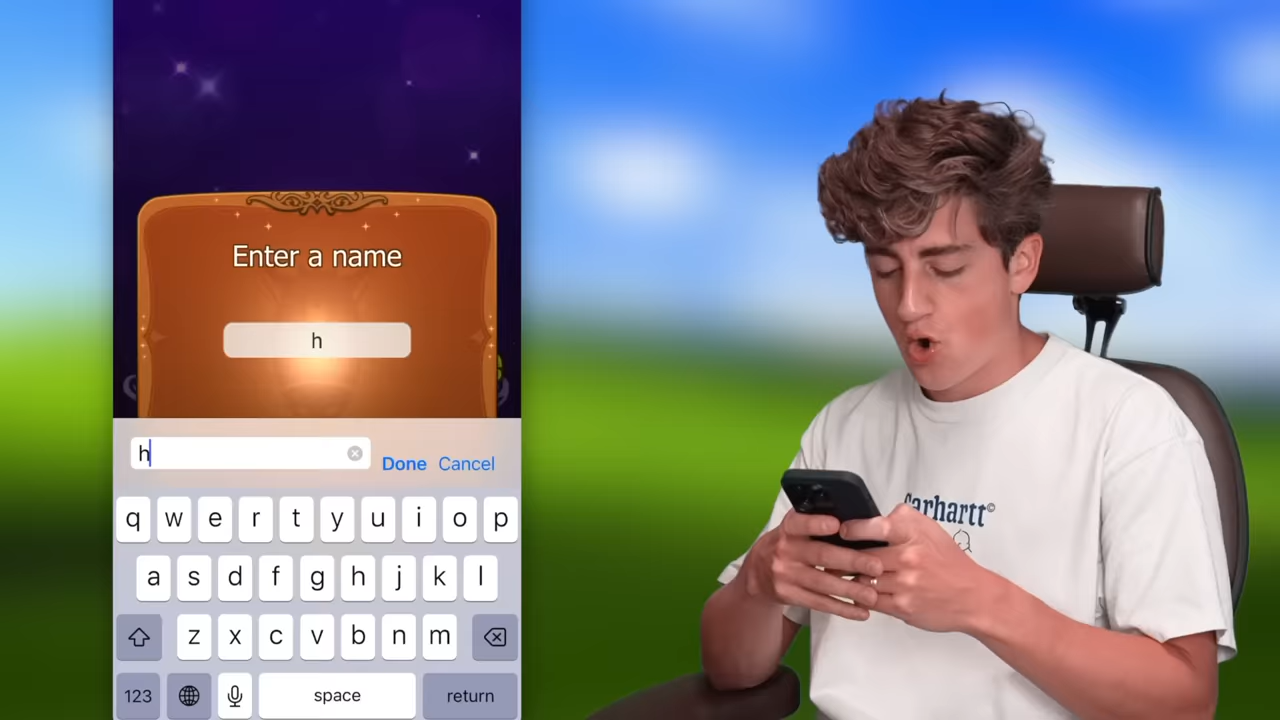 Enter a name
h
h
Done Cancel
q w e r t y u i o p
a s d f g h j k l
z x c v b n m
123 space return
Carhartt©